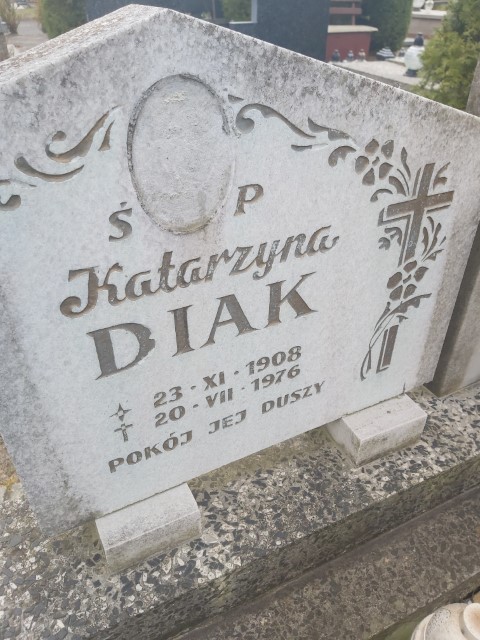 Ś P
Katarzyna
DIAK
23·XI·1908
20·VII·1976
POKÓJ JEJ DUSZY